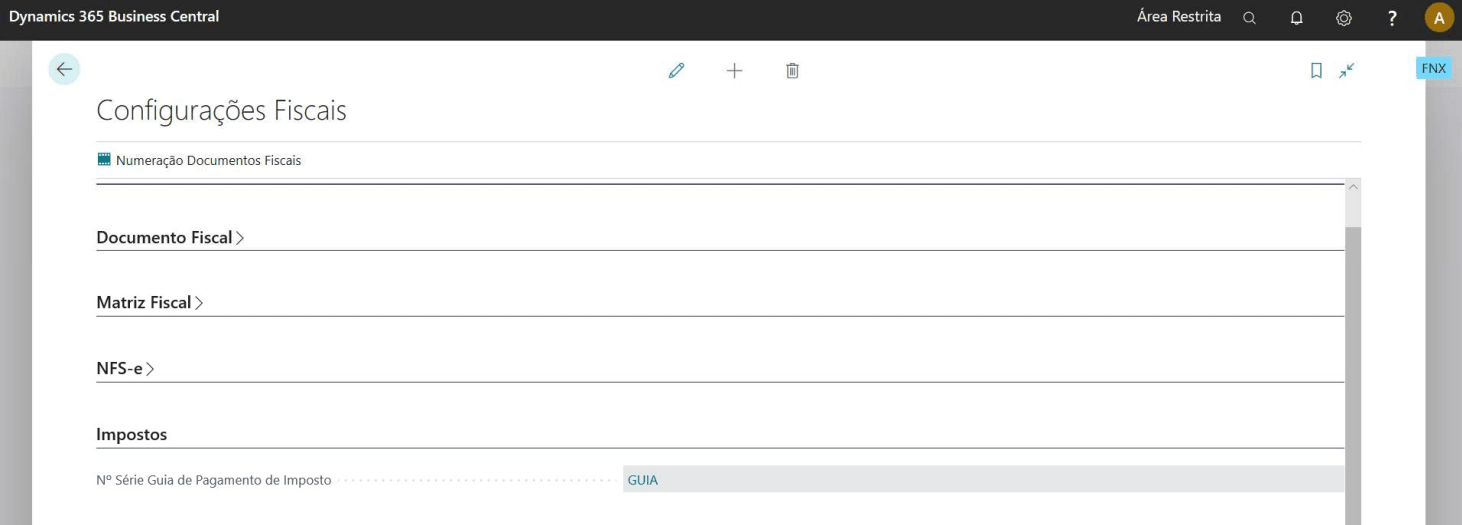 Dynamics 365 Business Central
Área Restrita
?
A
FNX
Configurações Fiscais
Numeração Documentos Fiscais
Documento Fiscal
Matriz Fiscal
NFS-e
Impostos
Nº Série Guia de Pagamento de Imposto GUIA